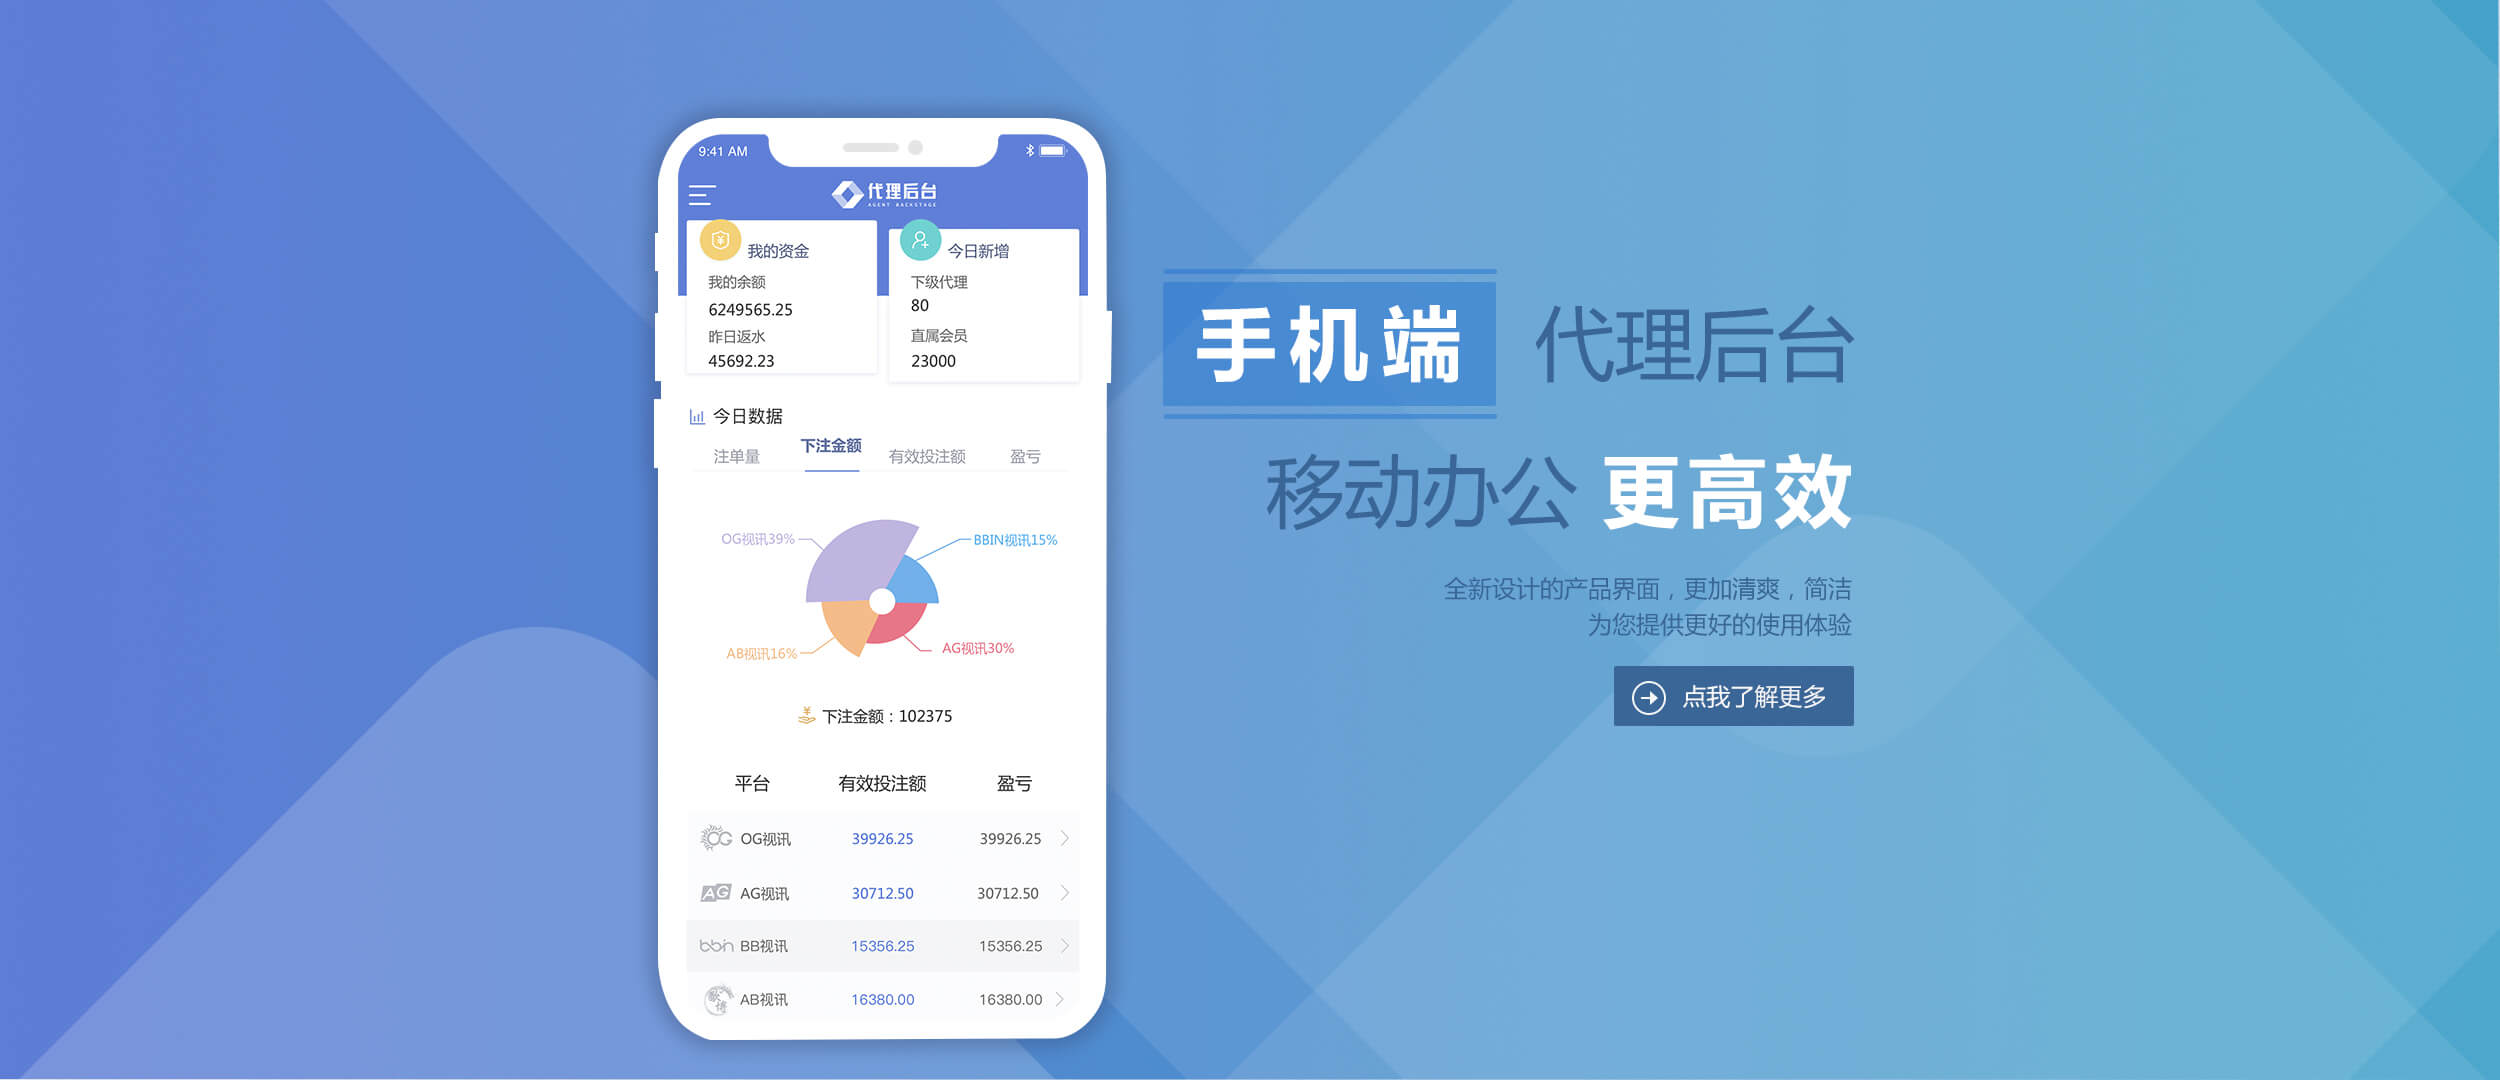 9:41 AM
代理后台
AGENT BACKSTAGE
我的资金
我的余额
6249565.25
昨日返水
45692.23
今日新增
下级代理
80
直属会员
23000
今日数据
注单量 下注金额 有效投注额 盈亏
OG视讯39%
BBIN视讯15%
AB视讯16%
AG视讯30%
下注金额：102375
平台 有效投注额 盈亏
OG OG视讯 39926.25 39926.25
AG AG视讯 30712.50 30712.50
bbin BB视讯 15356.25 15356.25
AB视讯 16380.00 16380.00
手机端 代理后台
移动办公 更高效
全新设计的产品界面，更加清爽，简洁
为您提供更好的使用体验
点我了解更多